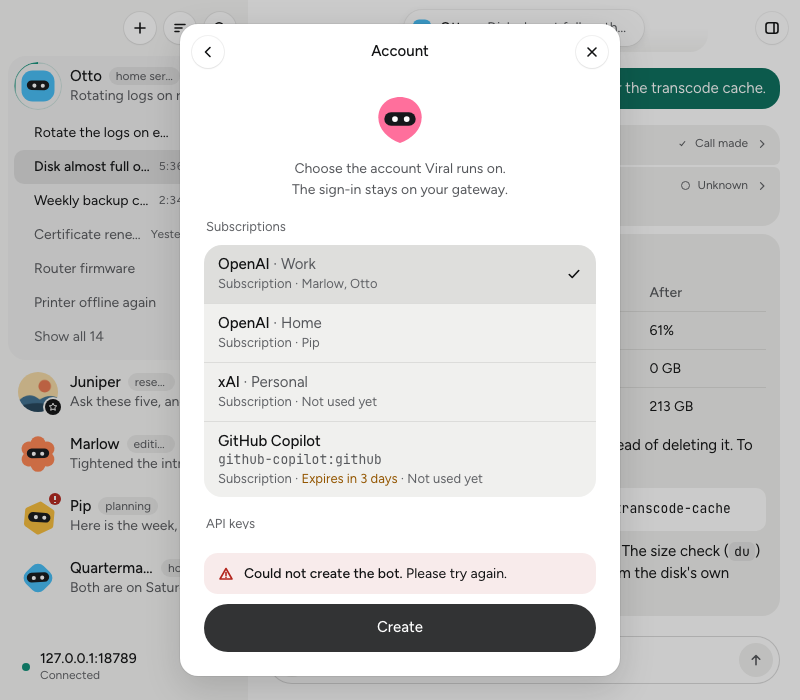 Account
Choose the account Viral runs on.
The sign-in stays on your gateway.
Subscriptions
OpenAI · Work
Subscription · Marlow, Otto
OpenAI · Home
Subscription · Pip
xAI · Personal
Subscription · Not used yet
GitHub Copilot
github-copilot:github
Subscription · Expires in 3 days · Not used yet
API keys
Could not create the bot. Please try again.
Create
Otto home ser...
Rotating logs on
Rotate the logs on e...
Disk almost full o... 5:36
Weekly backup c... 2:34
Certificate rene... Yeste
Router firmware
Printer offline again
Show all 14
Juniper rese...
Ask these five, an
Marlow editi...
Tightened the int
Pip planning
Here is the week,
Quarterma...
Both are on Satur
127.0.0.1:18789
Connected
the transcode cache.
Call made
Unknown
After
61%
0 GB
213 GB
ead of deleting it. To
transcode-cache
The size check (du)
m the disk's own